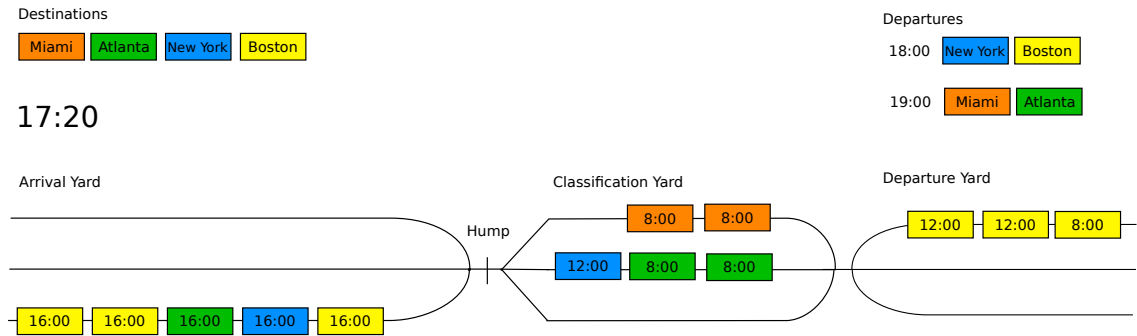 Destinations
Miami Atlanta New York Boston
Departures
18:00 New York Boston
19:00 Miami Atlanta
17:20
Arrival Yard
Classification Yard
Departure Yard
8:00 8:00
12:00 12:00 8:00
Hump
12:00 8:00 8:00
16:00 16:00 16:00 16:00 16:00